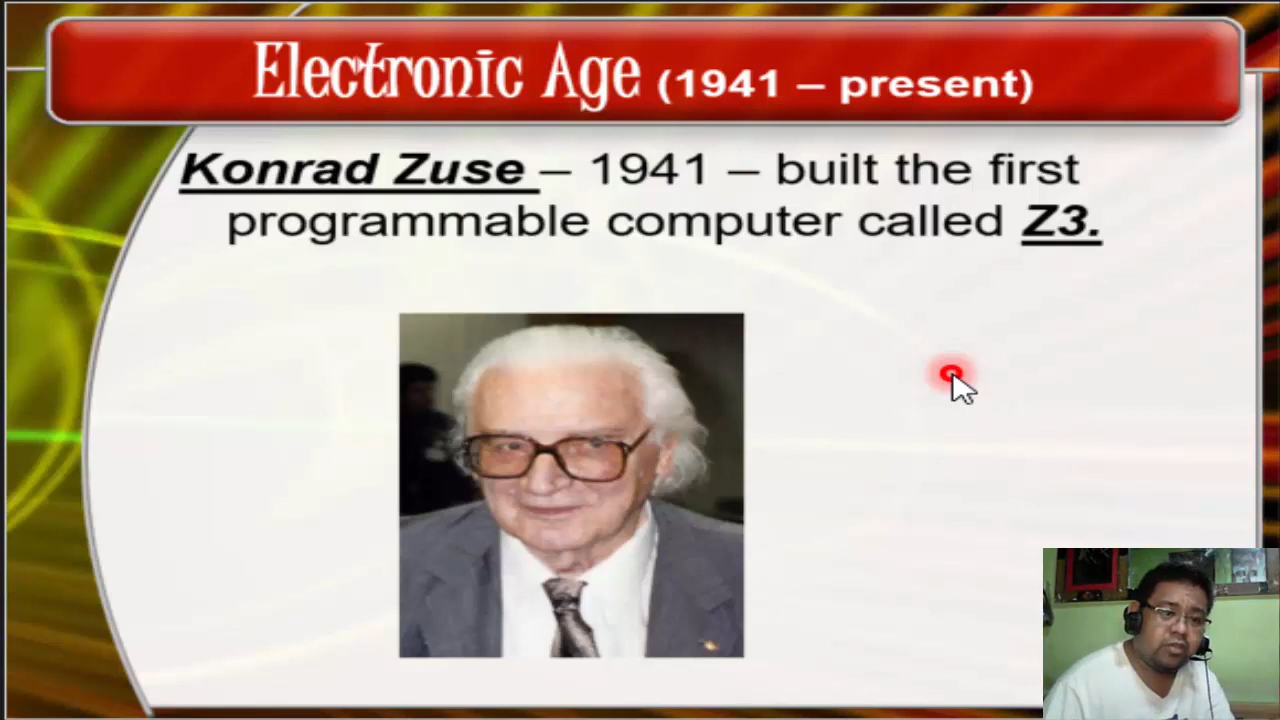 Electronic Age (1941 – present)
Konrad Zuse – 1941 – built the first
programmable computer called Z3.